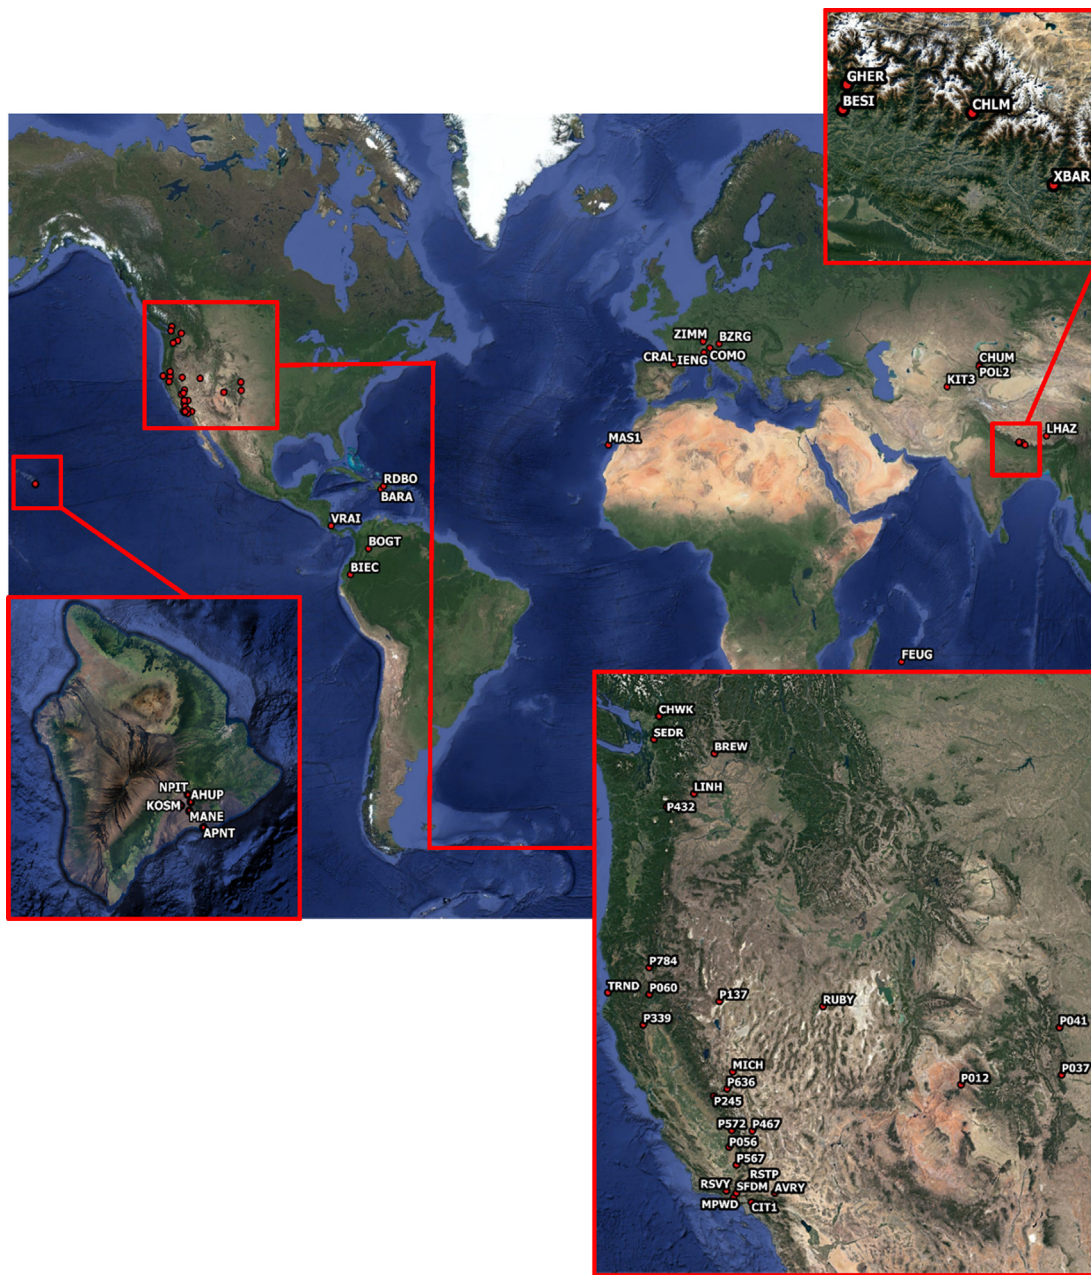 GHER
BESI
CHLM
XBAR
ZIMM
BZRG
CRAL
IENG
COMO
CHUM
POL2
KIT3
LHAZ
MAS1
RDBO
BARA
VRAI
BOGT
BIEC
FEUG
NPIT
AHUP
KOSM
MANE
APNT
CHWK
SEDR
BREW
LINH
P432
P784
TRND
P060
P137
RUBY
P339
P041
MICH
P636
P012
P037
P245
P572
P467
P056
P567
RSTP
RSVY
SFDM
AVRY
MPWD
CIT1